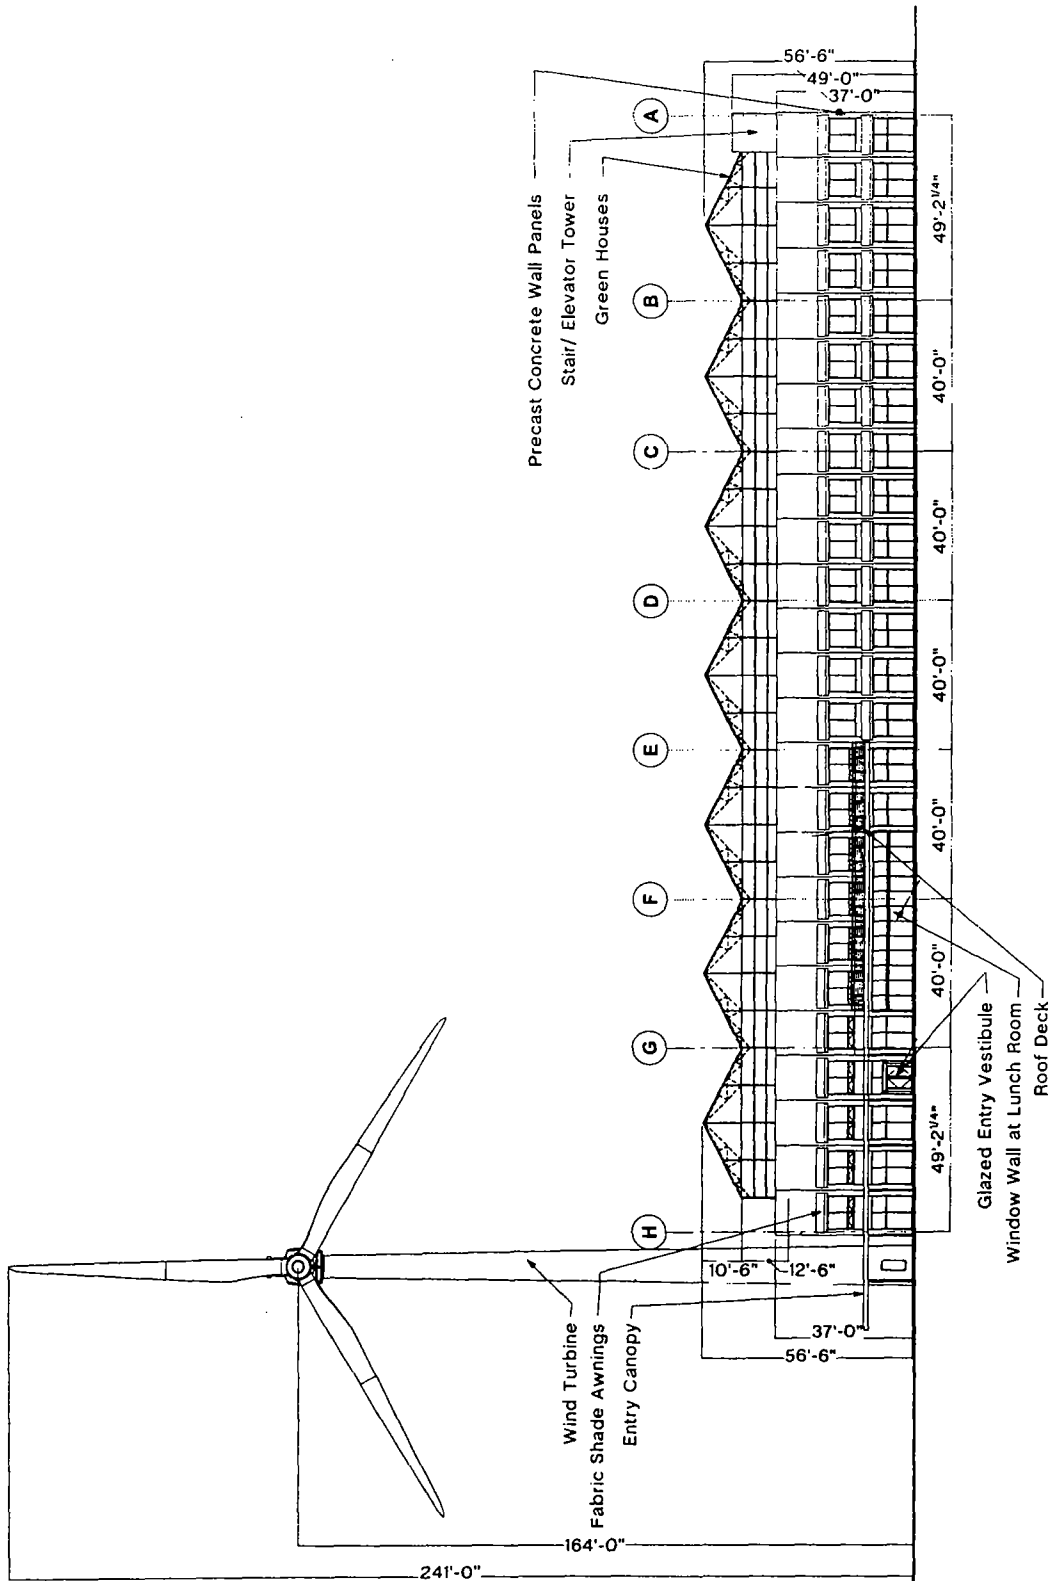 56'-6"
49'-0"
37'-0"
Precast Concrete Wall Panels
Stair/ Elevator Tower
Green Houses
A
B
C
D
E
F
G
H
49'-2 1/4"
40'-0"
40'-0"
40'-0"
40'-0"
40'-0"
49'-2 1/4"
Wind Turbine
Fabric Shade Awnings
Entry Canopy
10'-6"
12'-6"
37'-0"
56'-6"
Glazed Entry Vestibule
Window Wall at Lunch Room
Roof Deck
164'-0"
241'-0"